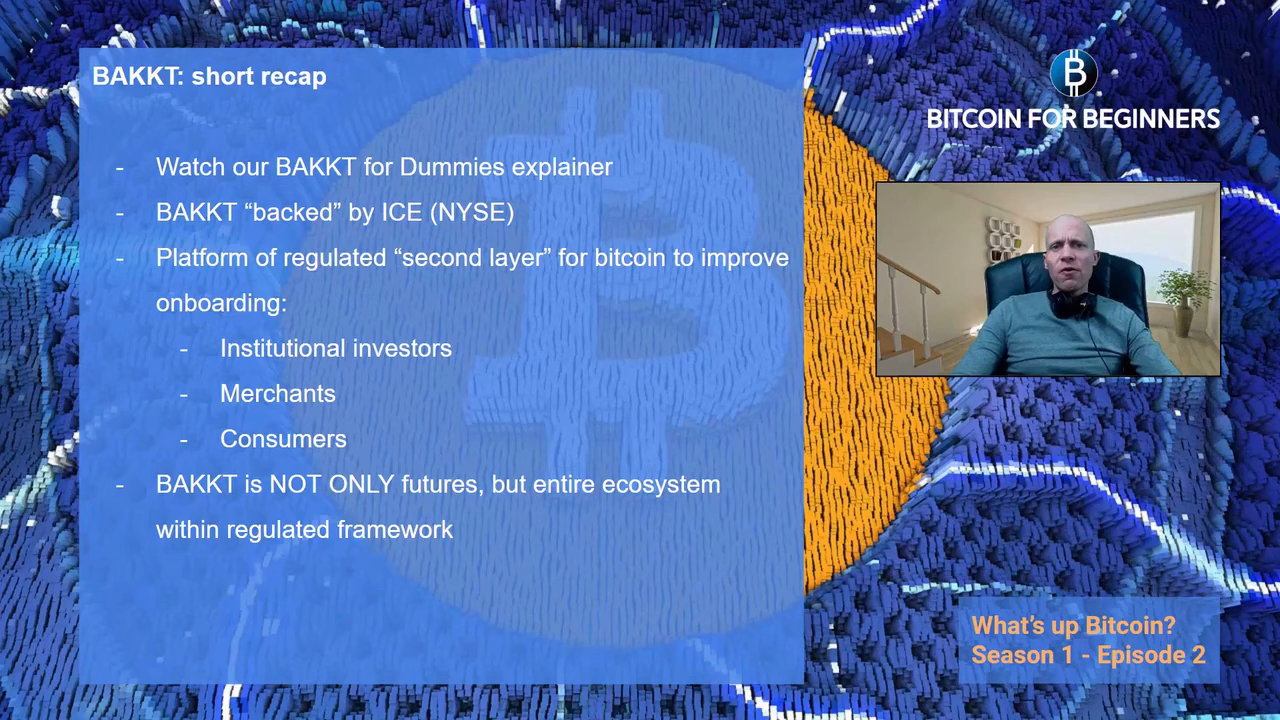 BAKKT: short recap
- Watch our BAKKT for Dummies explainer
- BAKKT “backed” by ICE (NYSE)
- Platform of regulated “second layer” for bitcoin to improve
onboarding:
- Institutional investors
- Merchants
- Consumers
- BAKKT is NOT ONLY futures, but entire ecosystem
within regulated framework
BITCOIN FOR BEGINNERS
What’s up Bitcoin?
Season 1 - Episode 2